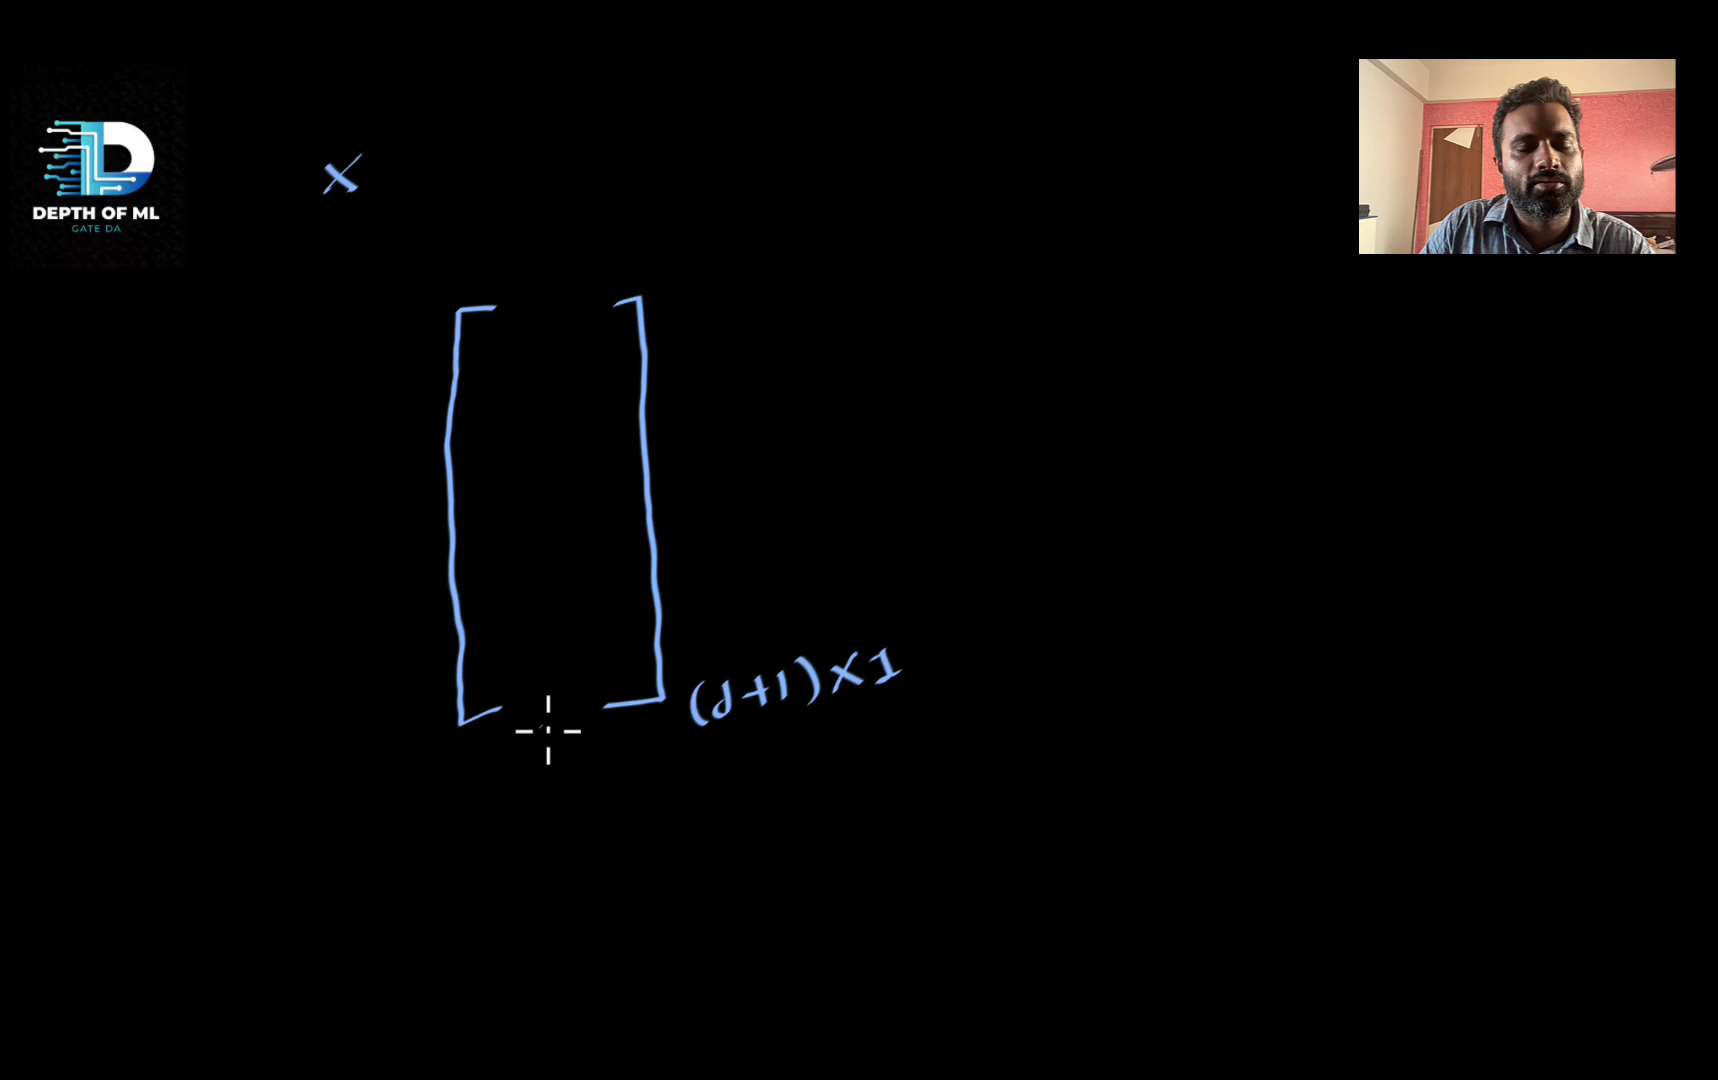 DEPTH OF ML
GATE DA
x
(d+1)x1